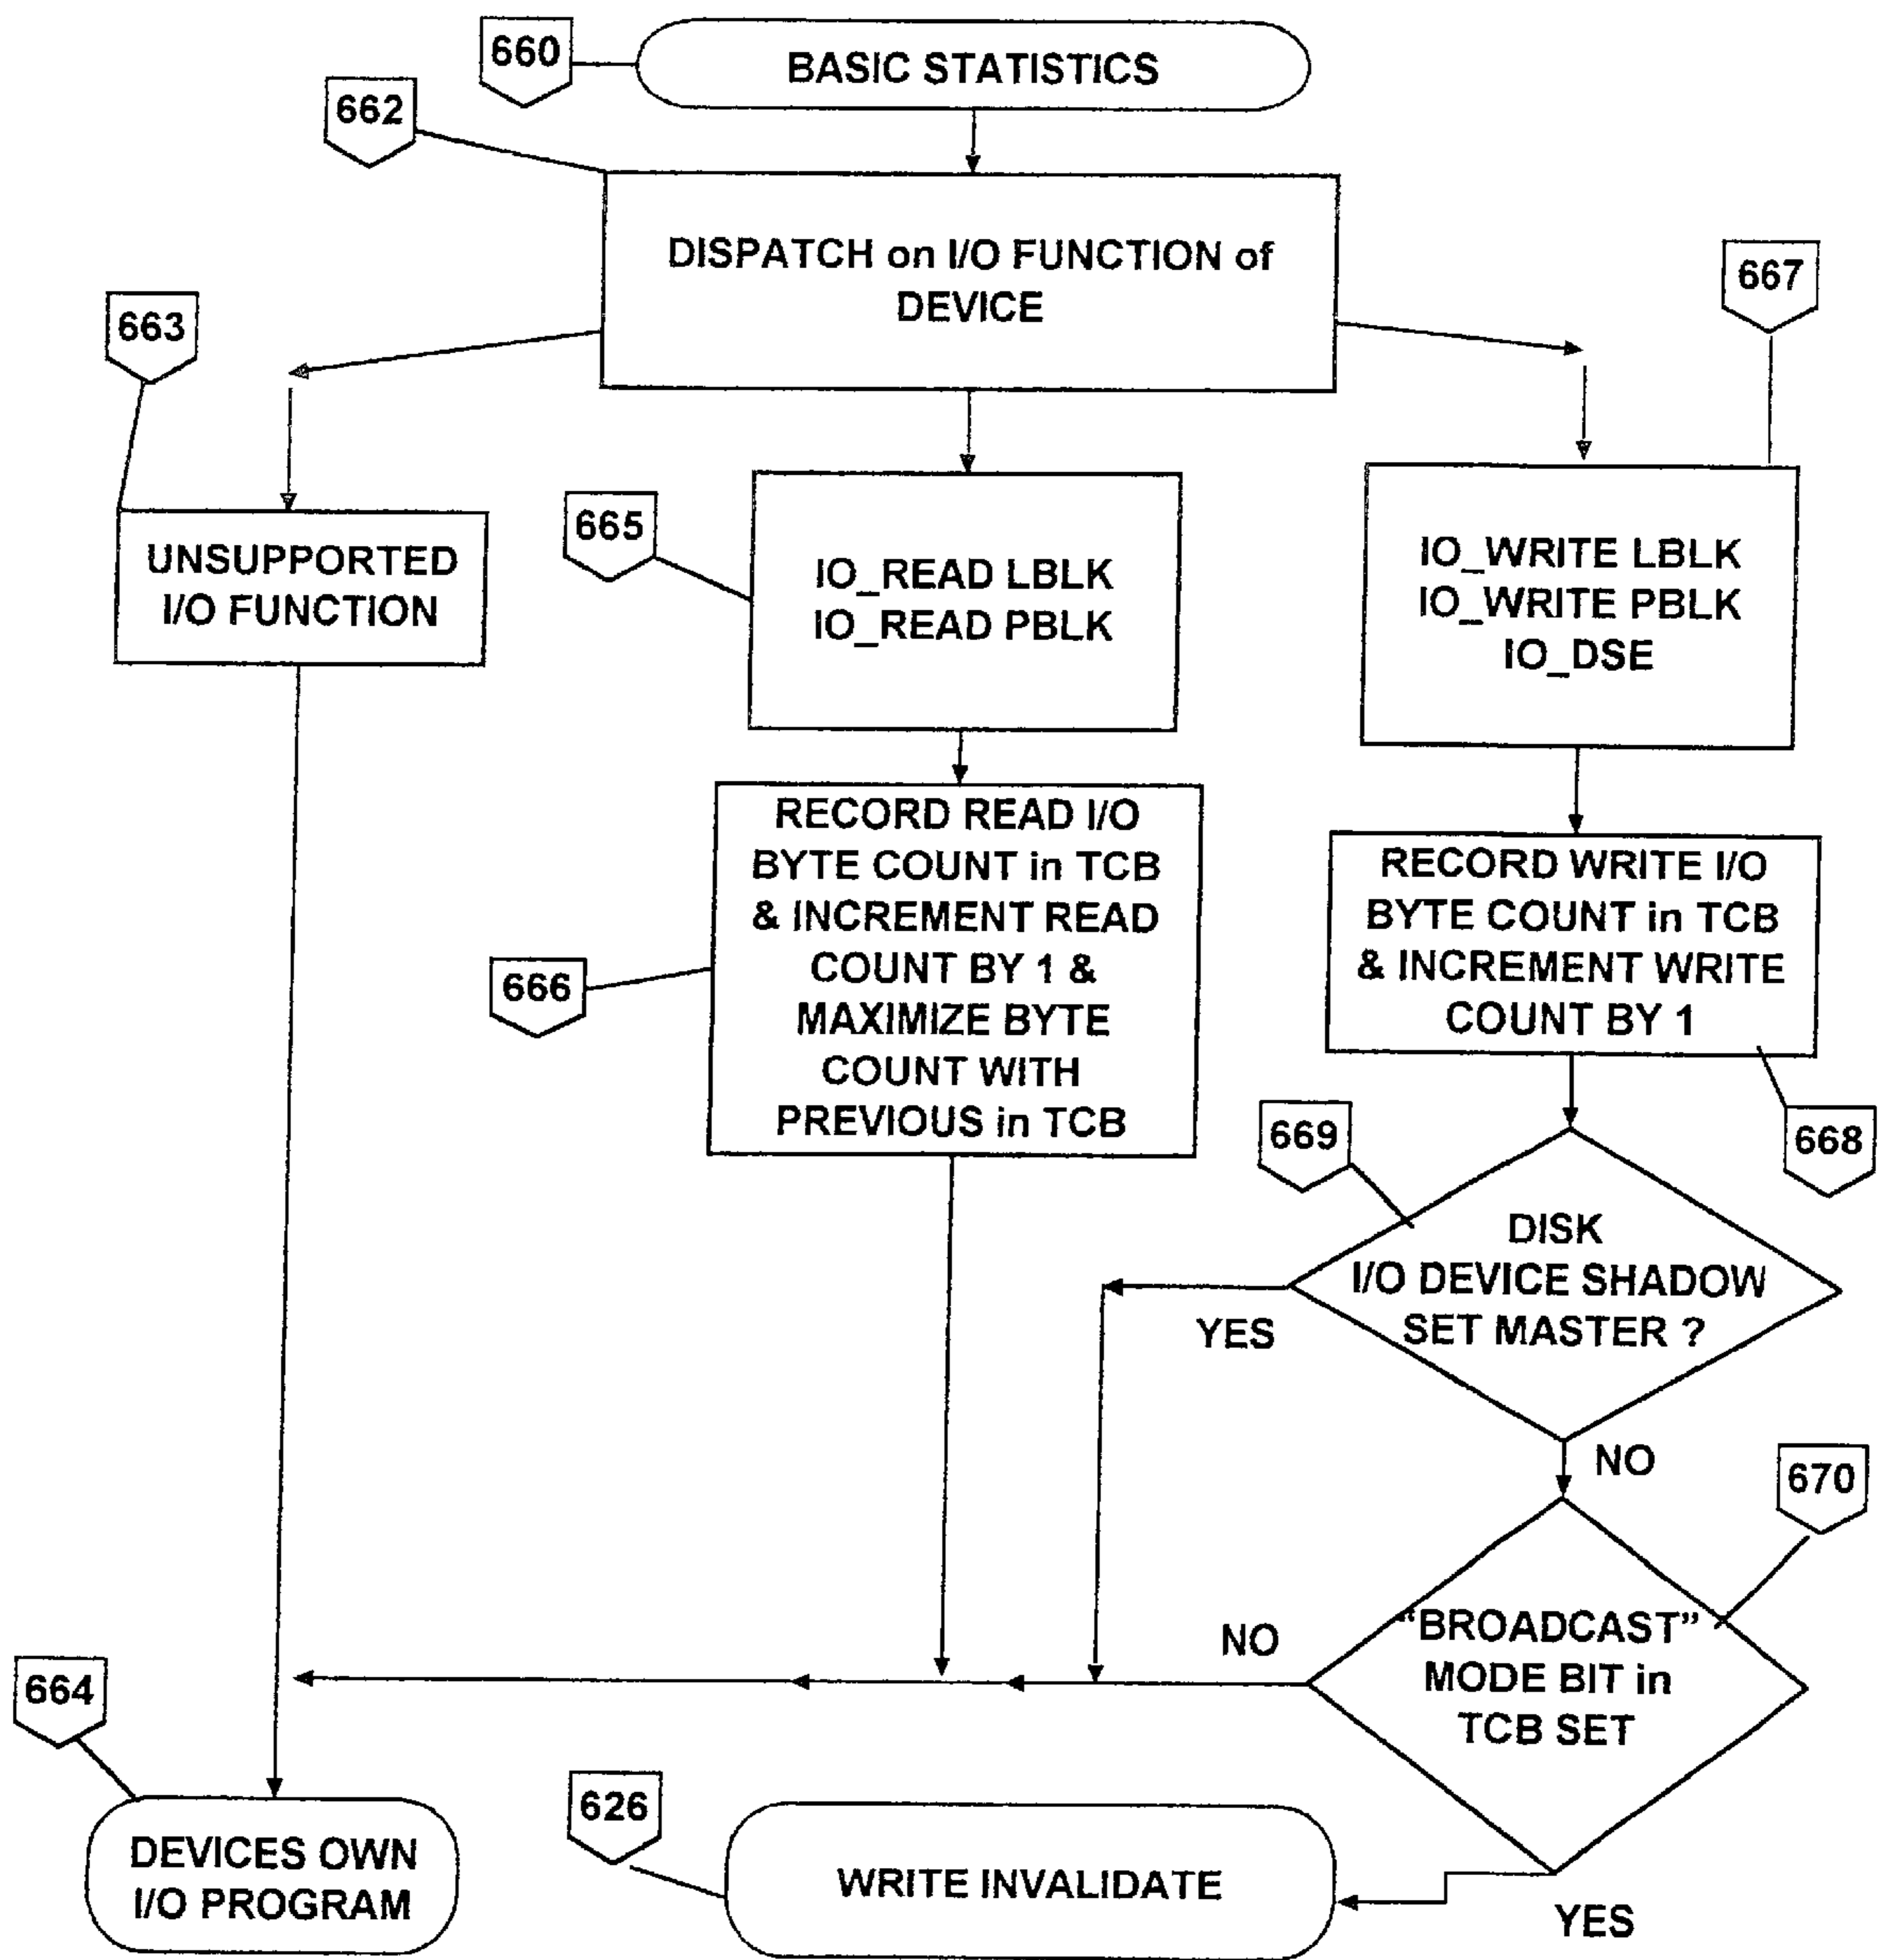 660
BASIC STATISTICS
662
DISPATCH on I/O FUNCTION of
DEVICE
667
663
UNSUPPORTED
I/O FUNCTION
665
IO_READ LBLK
IO_READ PBLK
IO_WRITE LBLK
IO_WRITE PBLK
IO_DSE
RECORD READ I/O
BYTE COUNT in TCB
& INCREMENT READ
COUNT BY 1 &
MAXIMIZE BYTE
COUNT WITH
PREVIOUS in TCB
666
RECORD WRITE I/O
BYTE COUNT in TCB
& INCREMENT WRITE
COUNT BY 1
668
669
DISK
I/O DEVICE SHADOW
SET MASTER ?
YES
NO
670
"BROADCAST"
MODE BIT in
TCB SET
NO
YES
664
DEVICES OWN
I/O PROGRAM
626
WRITE INVALIDATE